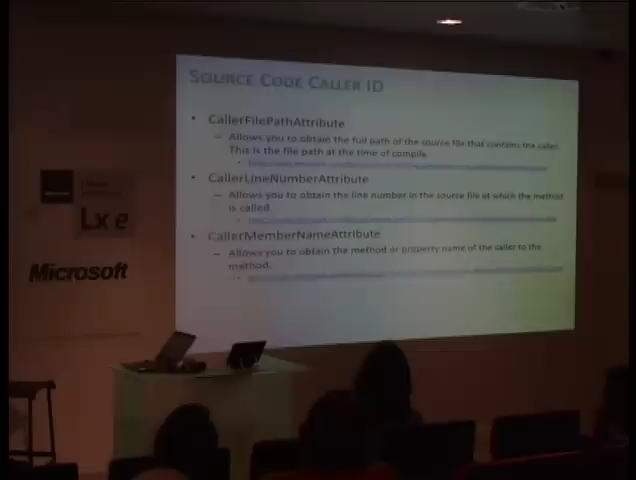 SOURCE CODE CALLER ID
• CallerFilePathAttribute
– Allows you to obtain the full path of the source file that contains the caller.
This is the file path at the time of compile.
• CallerLineNumberAttribute
– Allows you to obtain the line number in the source file at which the method
is called.
• CallerMemberNameAttribute
– Allows you to obtain the method or property name of the caller to the
method.
Lx e
Microsoft